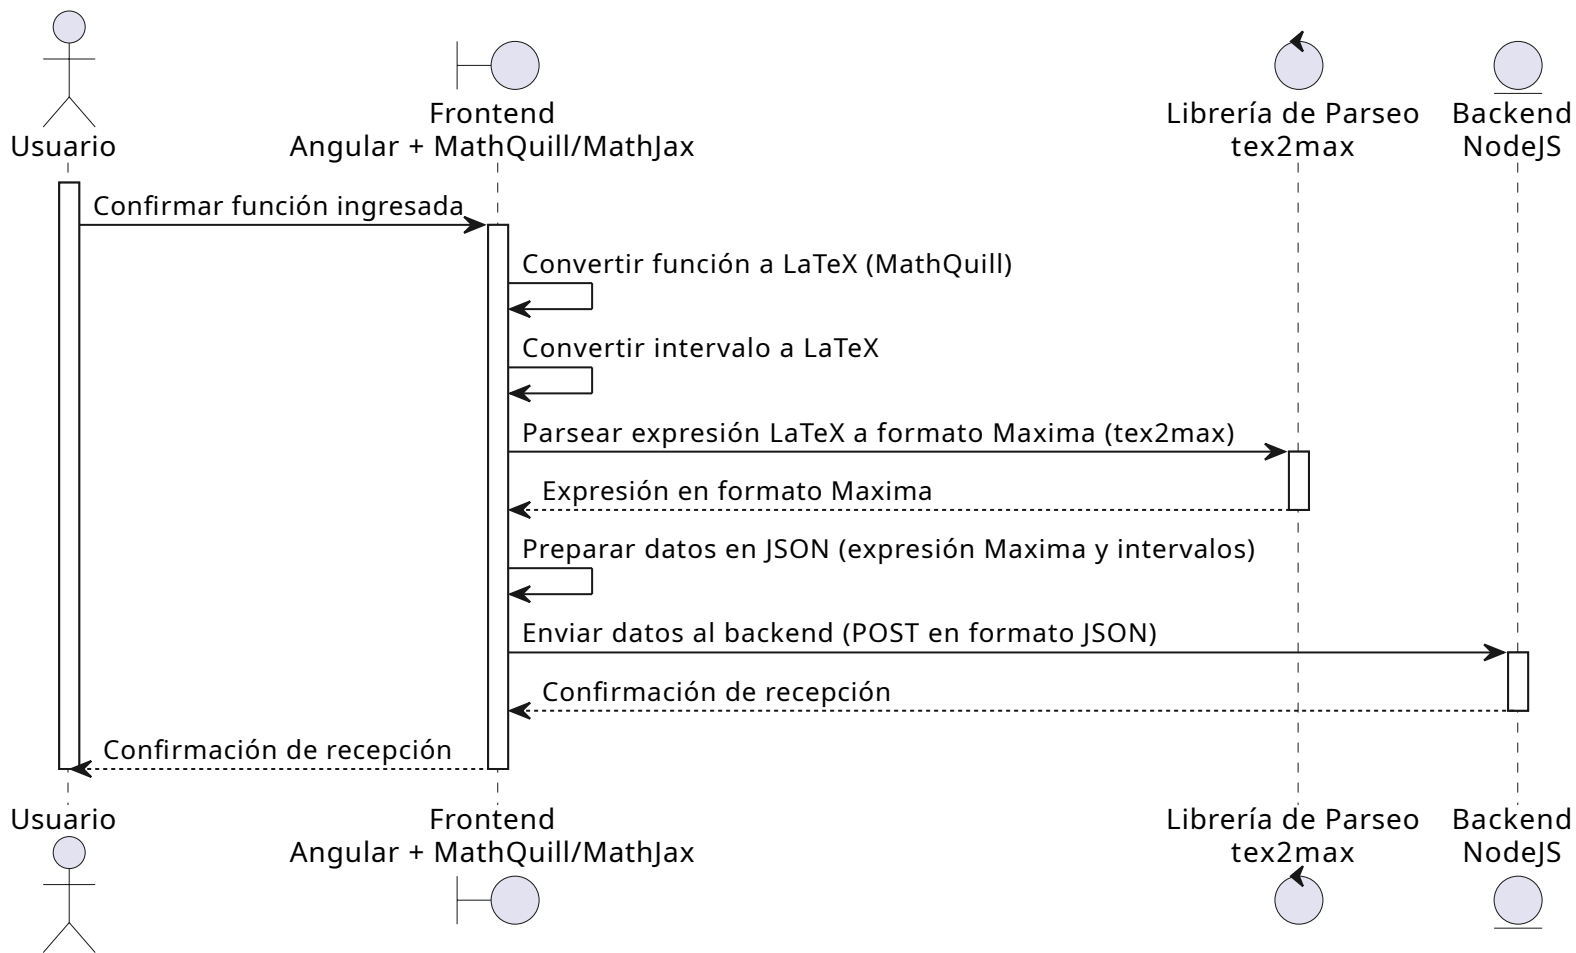 Usuario
Frontend
Angular + MathQuill/MathJax
Librería de Parseo
tex2max
Backend
NodeJS
Confirmar función ingresada
Convertir función a LaTeX (MathQuill)
Convertir intervalo a LaTeX
Parsear expresión LaTeX a formato Maxima (tex2max)
Expresión en formato Maxima
Preparar datos en JSON (expresión Maxima y intervalos)
Enviar datos al backend (POST en formato JSON)
Confirmación de recepción
Confirmación de recepción
Usuario
Frontend
Angular + MathQuill/MathJax
Librería de Parseo
tex2max
Backend
NodeJS